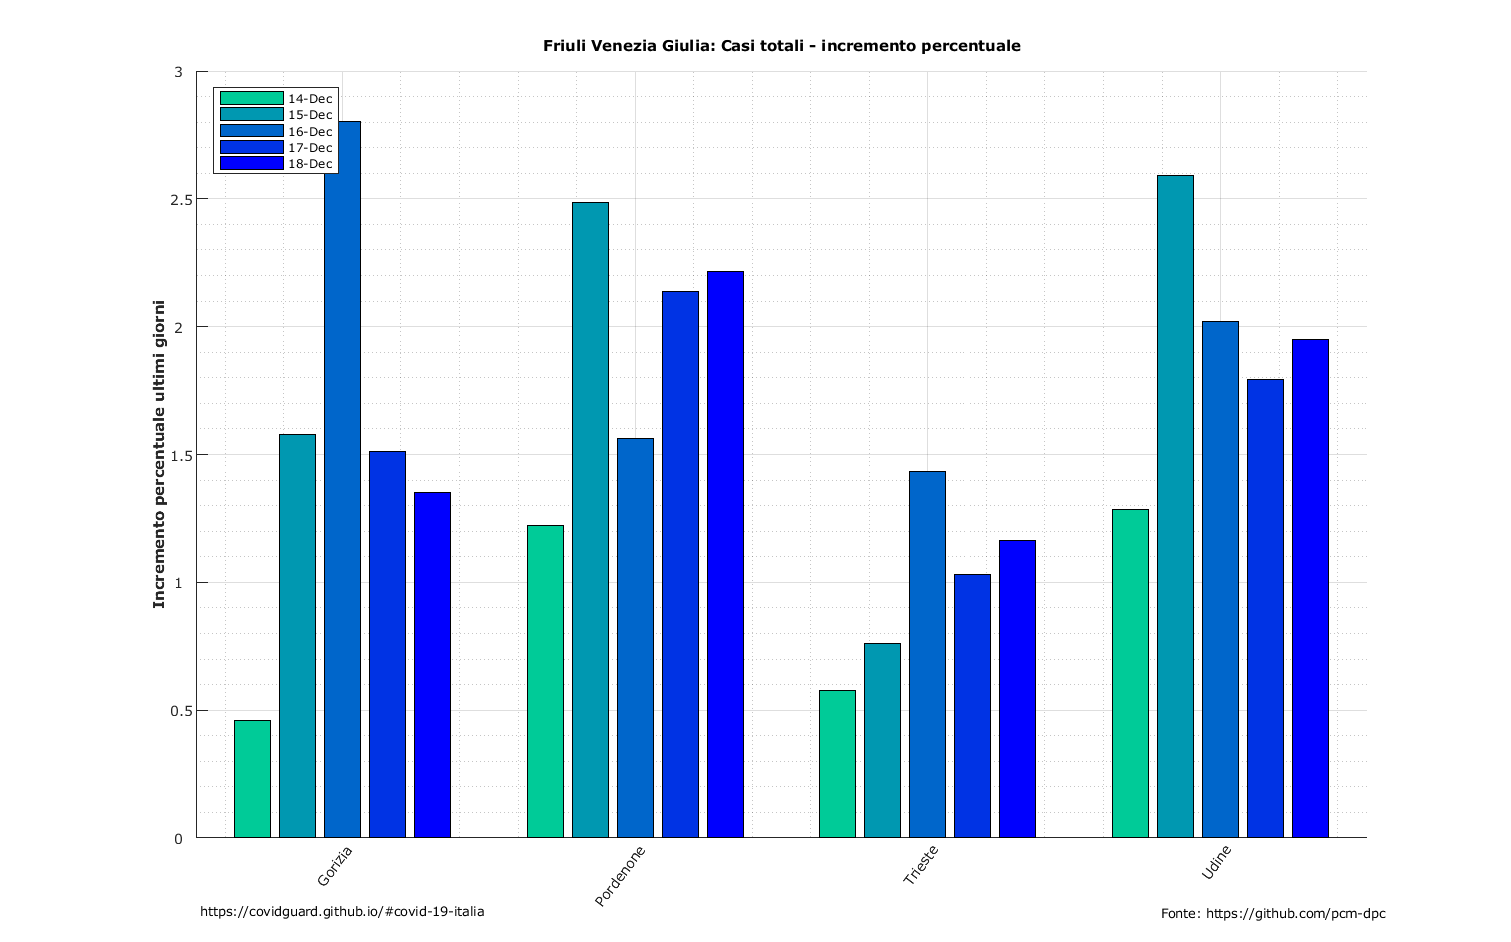 Friuli Venezia Giulia: Casi totali - incremento percentuale
3
2.5
2
1.5
1
0.5
0
Incremento percentuale ultimi giorni
14-Dec
15-Dec
16-Dec
17-Dec
18-Dec
Gorizia
Pordenone
Trieste
Udine
https://covidguard.github.io/#covid-19-italia
Fonte: https://github.com/pcm-dpc